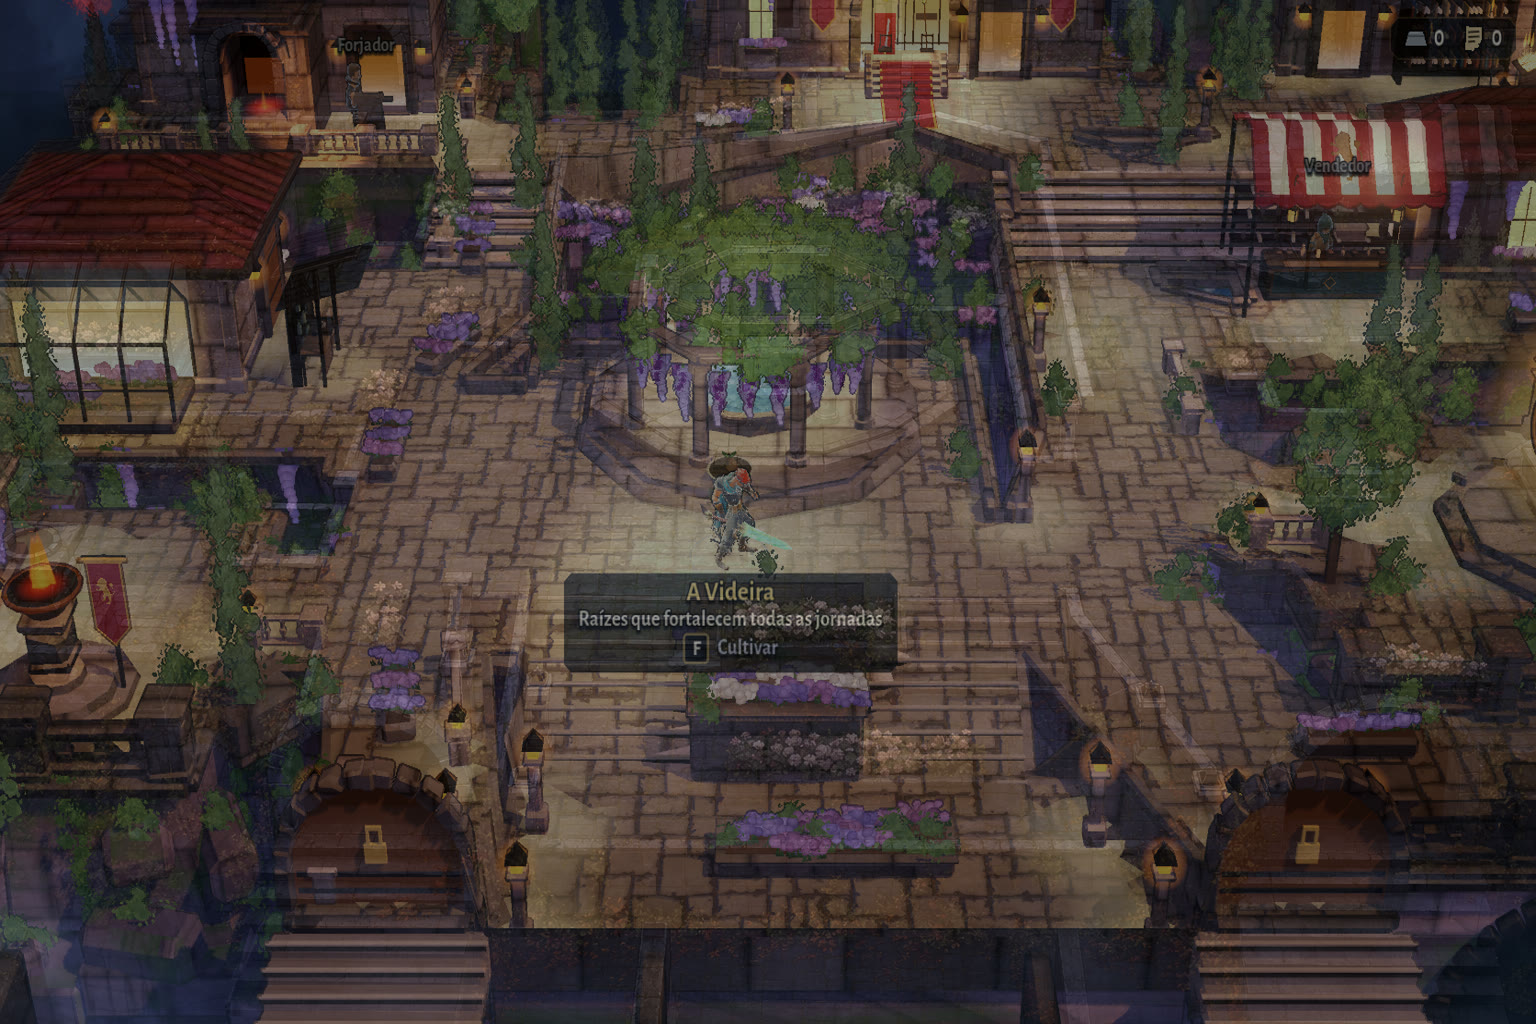 Forjador
0 0
Vendedor
A Videira
Raízes que fortalecem todas as jornadas
F Cultivar